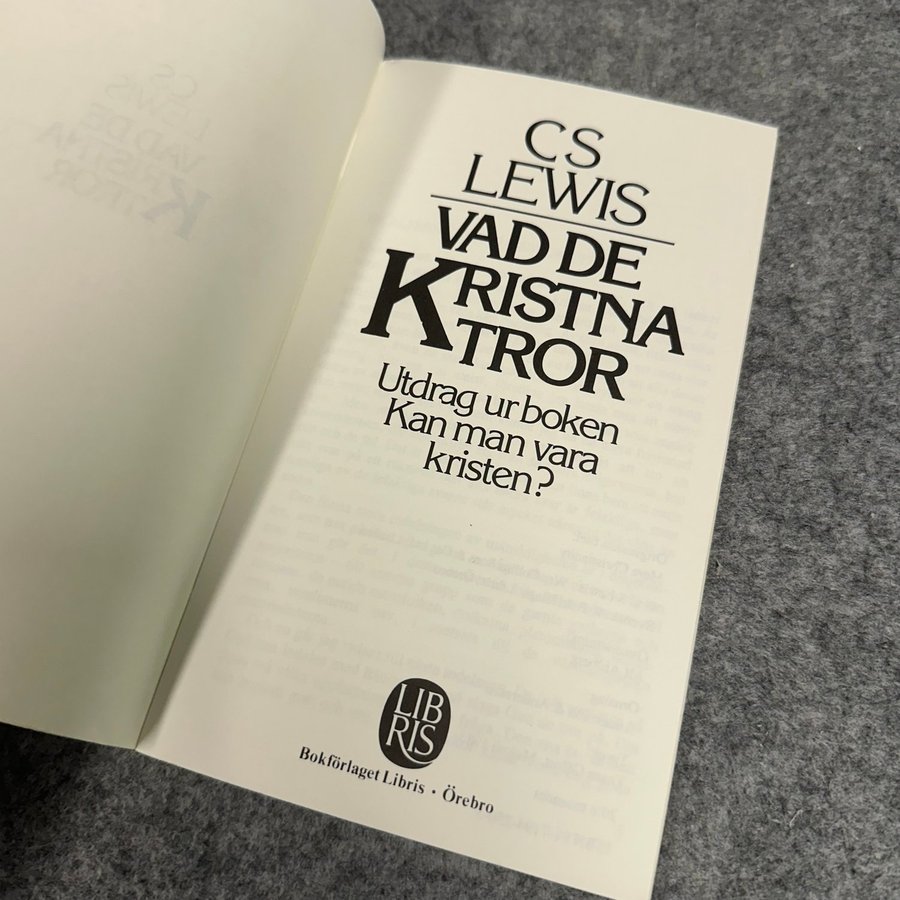 CS
LEWIS
VAD DE
KRISTNA
TROR
Utdrag ur boken
Kan man vara
kristen?
LIB
RIS
Bokförlaget Libris • Örebro